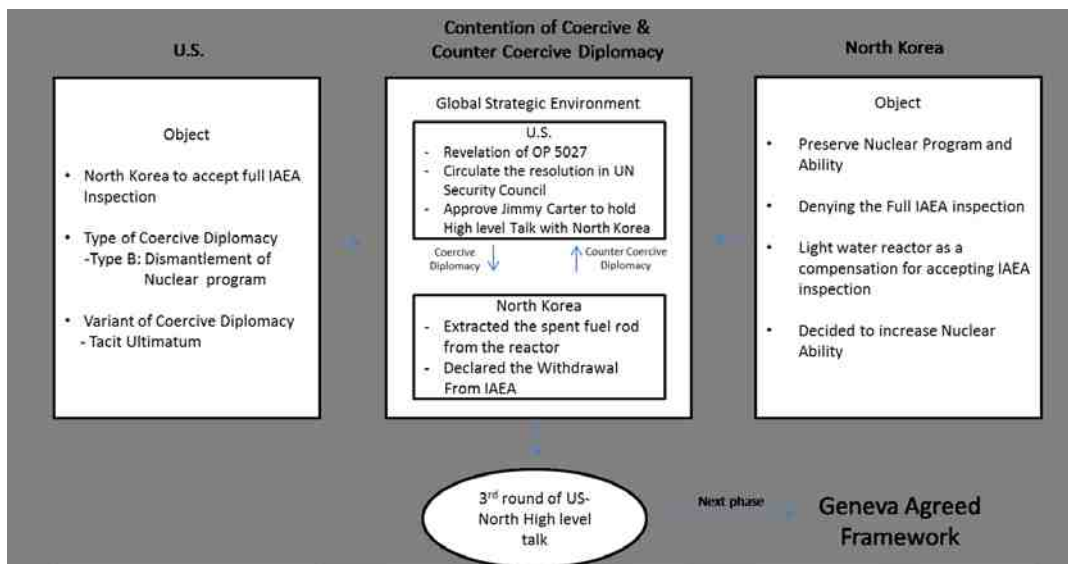 U.S.
Contention of Coercive &
Counter Coercive Diplomacy
North Korea
Object
• North Korea to accept full IAEA
Inspection
• Type of Coercive Diplomacy
-Type B: Dismantlement of
Nuclear program
• Variant of Coercive Diplomacy
- Tacit Ultimatum
Global Strategic Environment
U.S.
- Revelation of OP 5027
- Circulate the resolution in UN
Security Council
- Approve Jimmy Carter to hold
High level Talk with North Korea
Coercive
Diplomacy
Counter Coercive
Diplomacy
North Korea
- Extracted the spent fuel rod
from the reactor
- Declared the Withdrawal
From IAEA
Object
• Preserve Nuclear Program and
Ability
• Denying the Full IAEA inspection
• Light water reactor as a
compensation for accepting IAEA
inspection
• Decided to increase Nuclear
Ability
3rd round of US-
North High level
talk
Next phase
Geneva Agreed
Framework